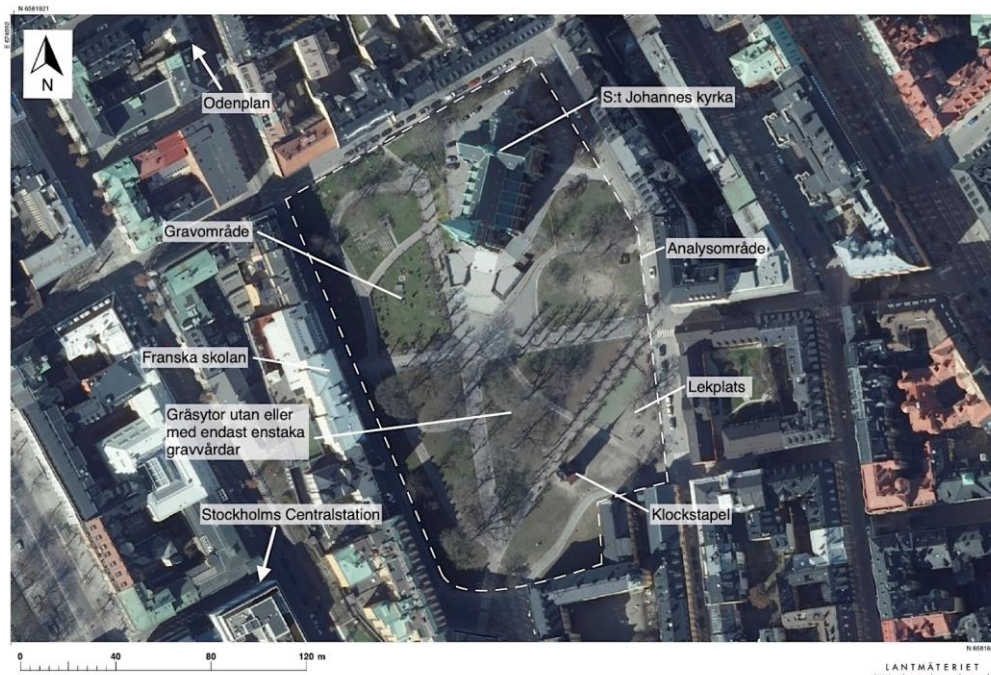 N 6581821
N
Odenplan
S:t Johannes kyrka
Gravområde
Analysområde
Franska skolan
Lekplats
Gräsytor utan eller
med endast enstaka
gravvårdar
Stockholms Centralstation
Klockstapel
0 40 80 120 m
LANTMÄTERIET